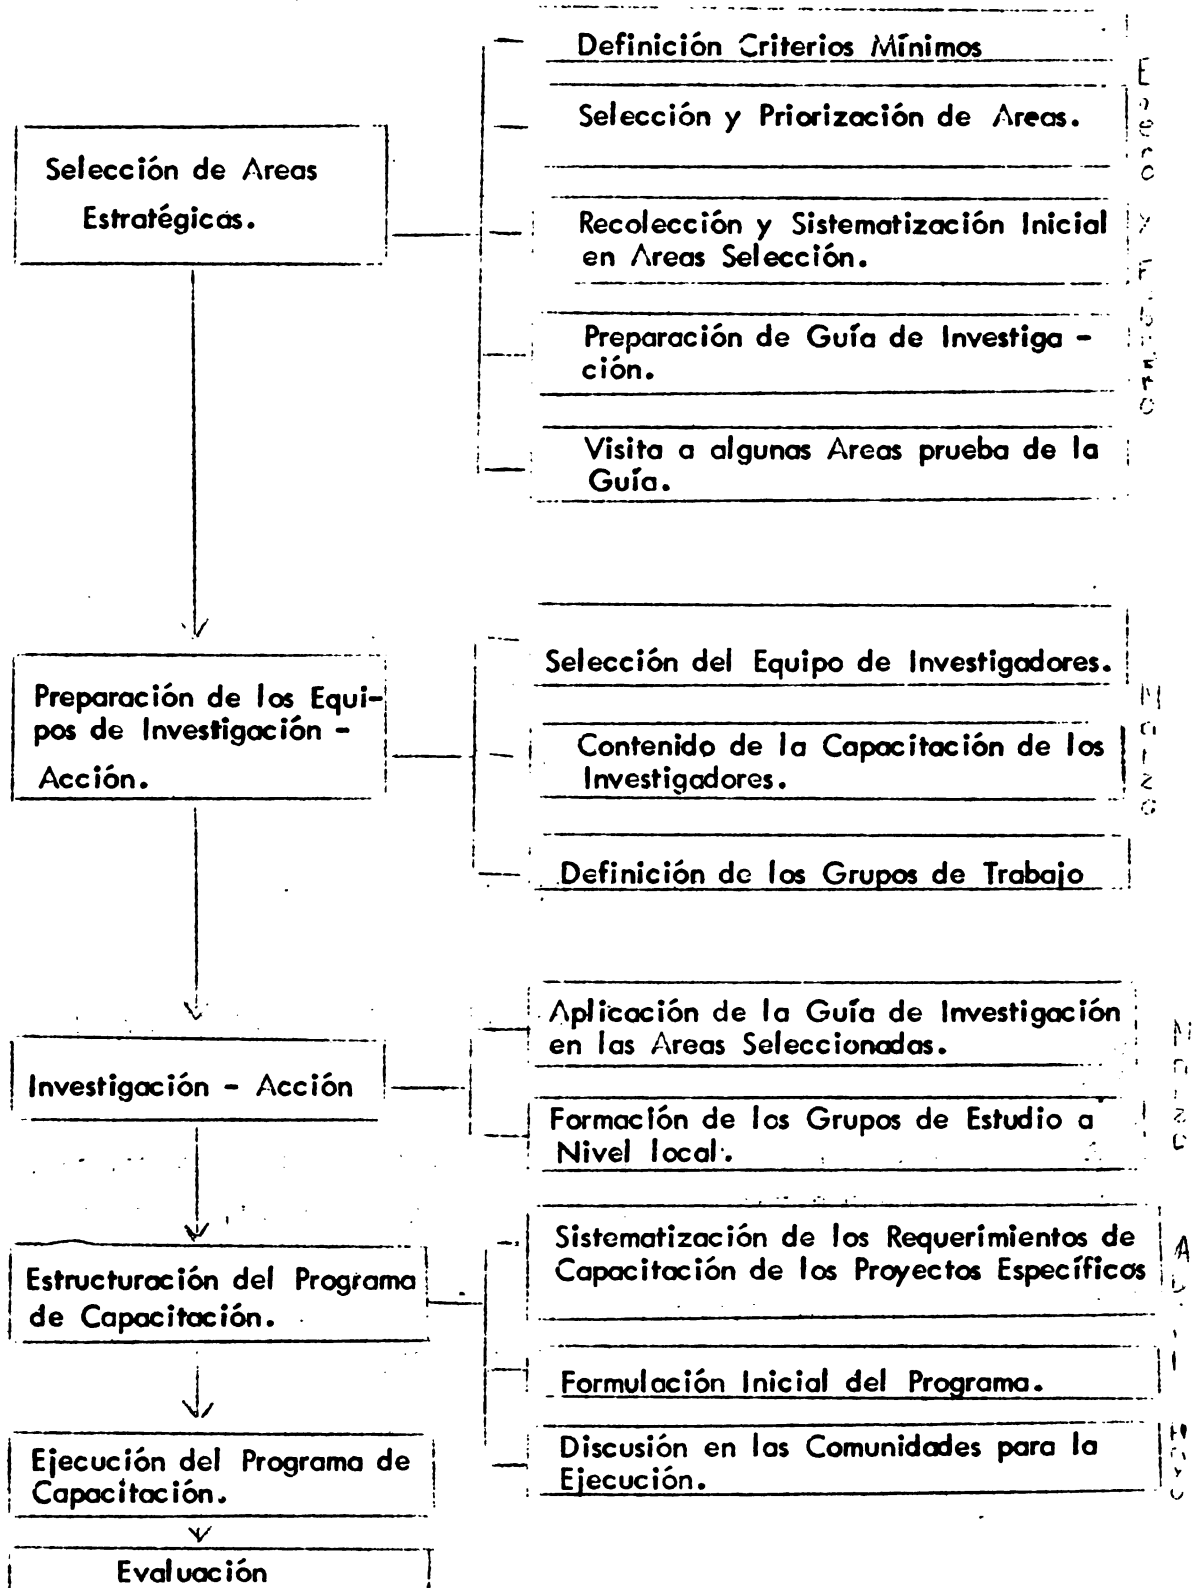 Definición Criterios Mínimos
Selección y Priorización de Areas.
Selección de Areas
Estratégicas.
Recolección y Sistematización Inicial
en Areas Selección.
Preparación de Guía de Investiga -
ción.
Visita a algunas Areas prueba de la
Guía.
Enero y Febrero
Preparación de los Equi-
pos de Investigación -
Acción.
Selección del Equipo de Investigadores.
Contenido de la Capacitación de los
Investigadores.
Definición de los Grupos de Trabajo
Marzo
Investigación - Acción
Aplicación de la Guía de Investigación
en las Areas Seleccionadas.
Formación de los Grupos de Estudio a
Nivel local.
Marzo
Estructuración del Programa
de Capacitación.
Sistematización de los Requerimientos de
Capacitación de los Proyectos Específicos
Formulación Inicial del Programa.
Discusión en las Comunidades para la
Ejecución.
Ejecución del Programa de
Capacitación.
Evaluación